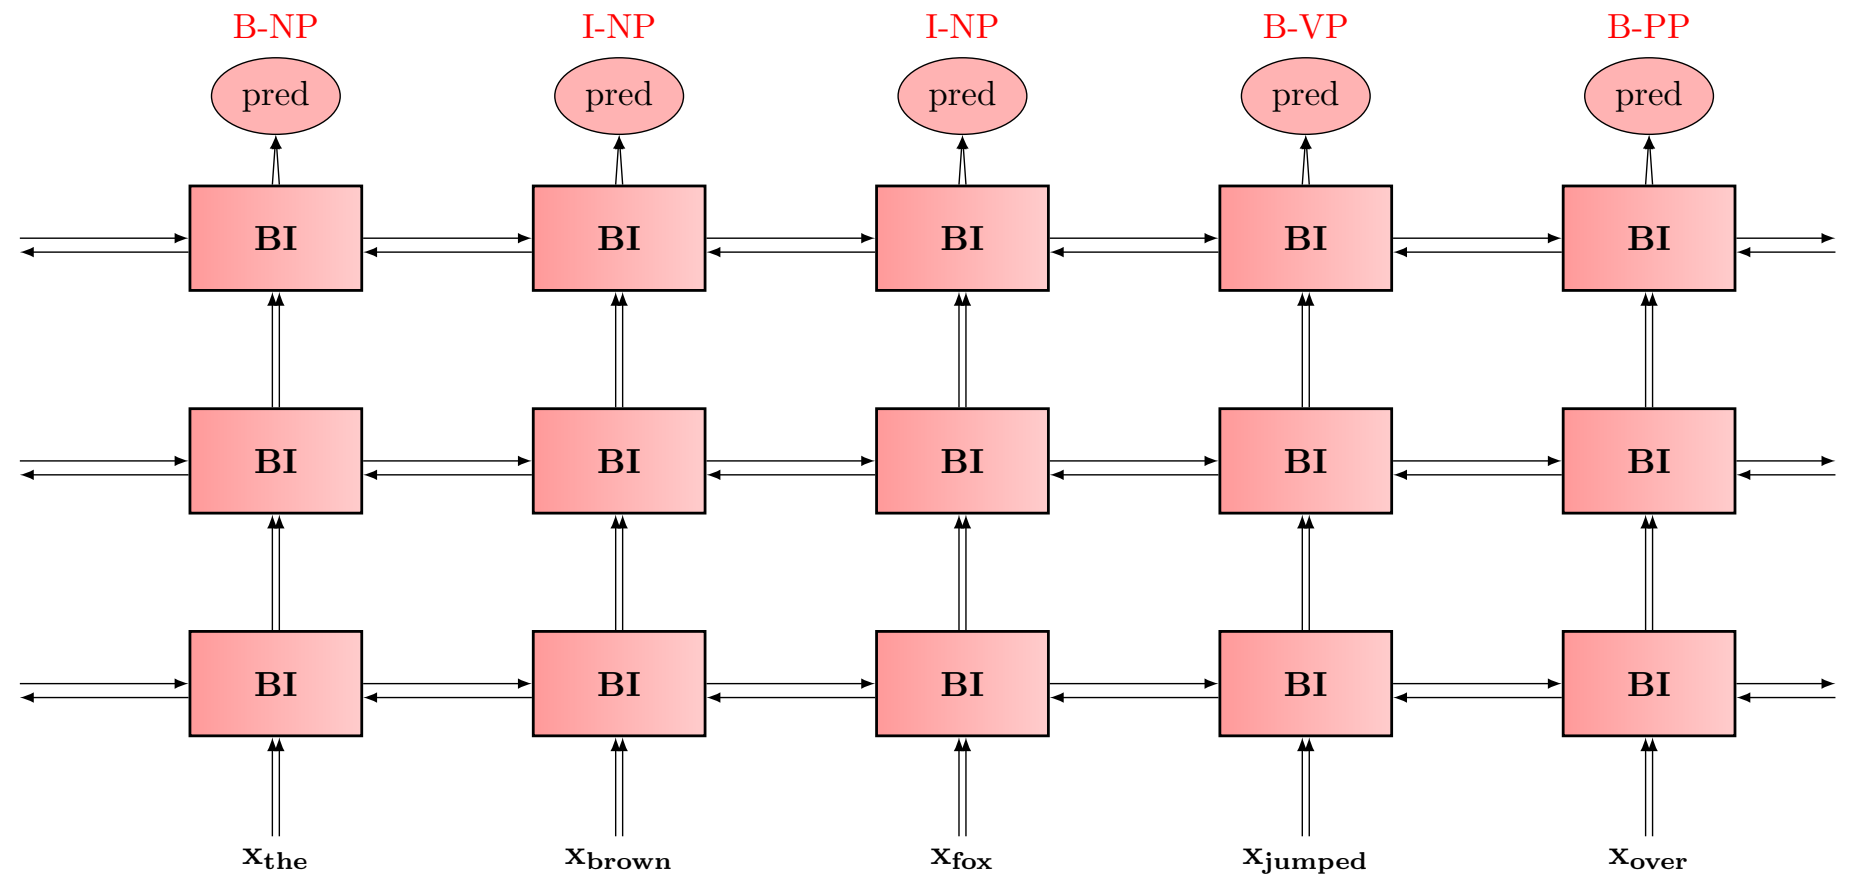 B-NP I-NP I-NP B-VP B-PP
pred pred pred pred pred
BI BI BI BI BI
BI BI BI BI BI
BI BI BI BI BI
x_the x_brown x_fox x_jumped x_over